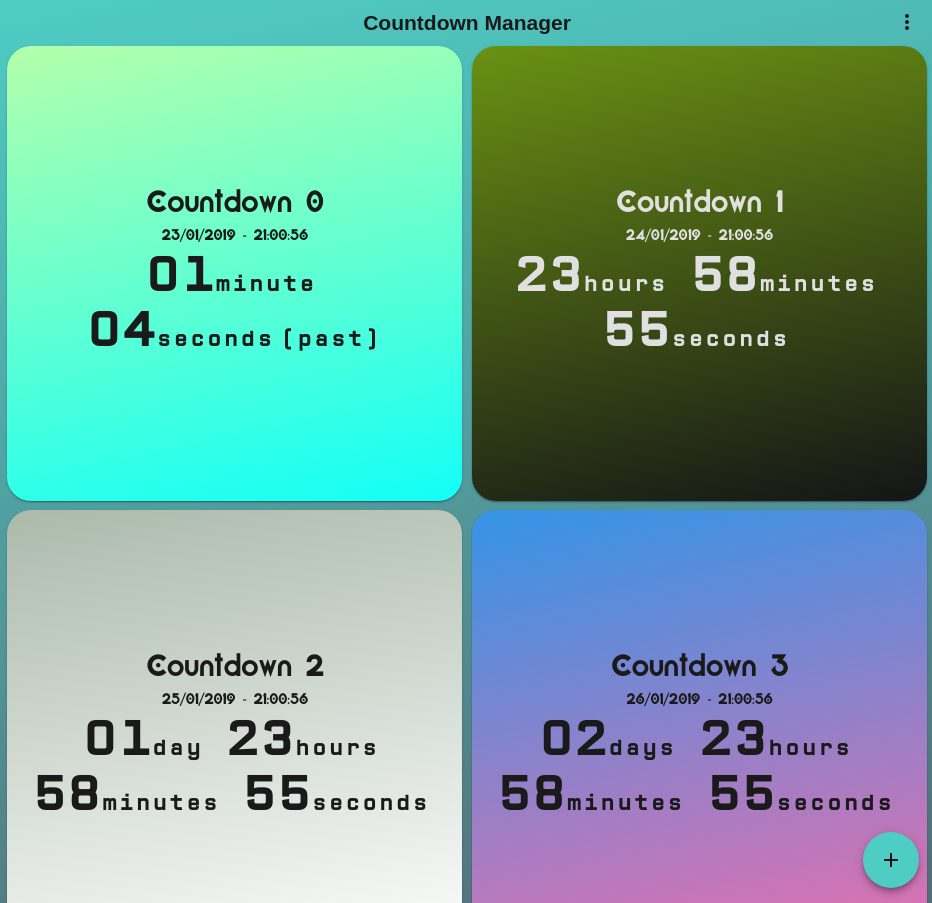 Countdown Manager
Countdown 0
23/01/2019 - 21:00:56
01minute
04seconds (past)
Countdown 1
24/01/2019 - 21:00:56
23hours 58minutes
55seconds
Countdown 2
25/01/2019 - 21:00:56
01day 23hours
58minutes 55seconds
Countdown 3
26/01/2019 - 21:00:56
02days 23hours
58minutes 55seconds
+